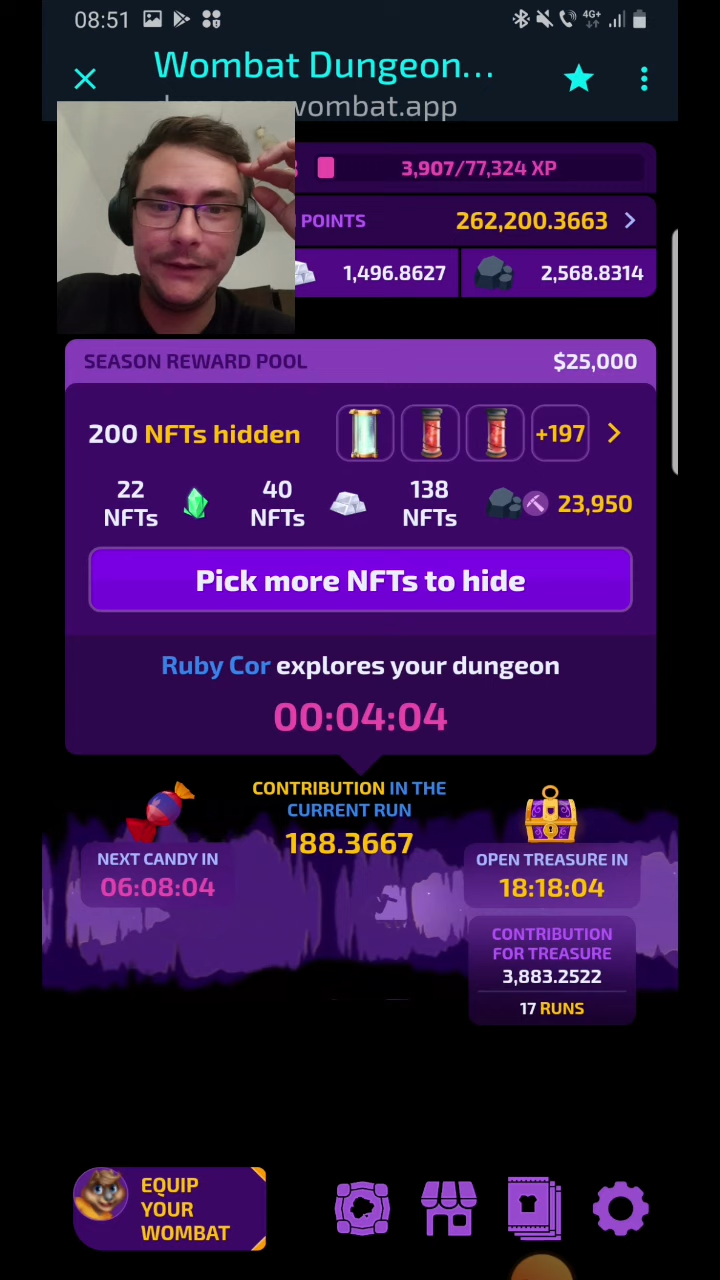 08:51
4G+
Wombat Dungeon...
wombat.app
3,907/77,324 XP
POINTS 262,200.3663
1,496.8627 2,568.8314
SEASON REWARD POOL $25,000
200 NFTs hidden +197
22 NFTs 40 NFTs 138 NFTs 23,950
Pick more NFTs to hide
Ruby Cor explores your dungeon
00:04:04
CONTRIBUTION IN THE
CURRENT RUN
188.3667
NEXT CANDY IN
06:08:04
OPEN TREASURE IN
18:18:04
CONTRIBUTION
FOR TREASURE
3,883.2522
17 RUNS
EQUIP
YOUR
WOMBAT